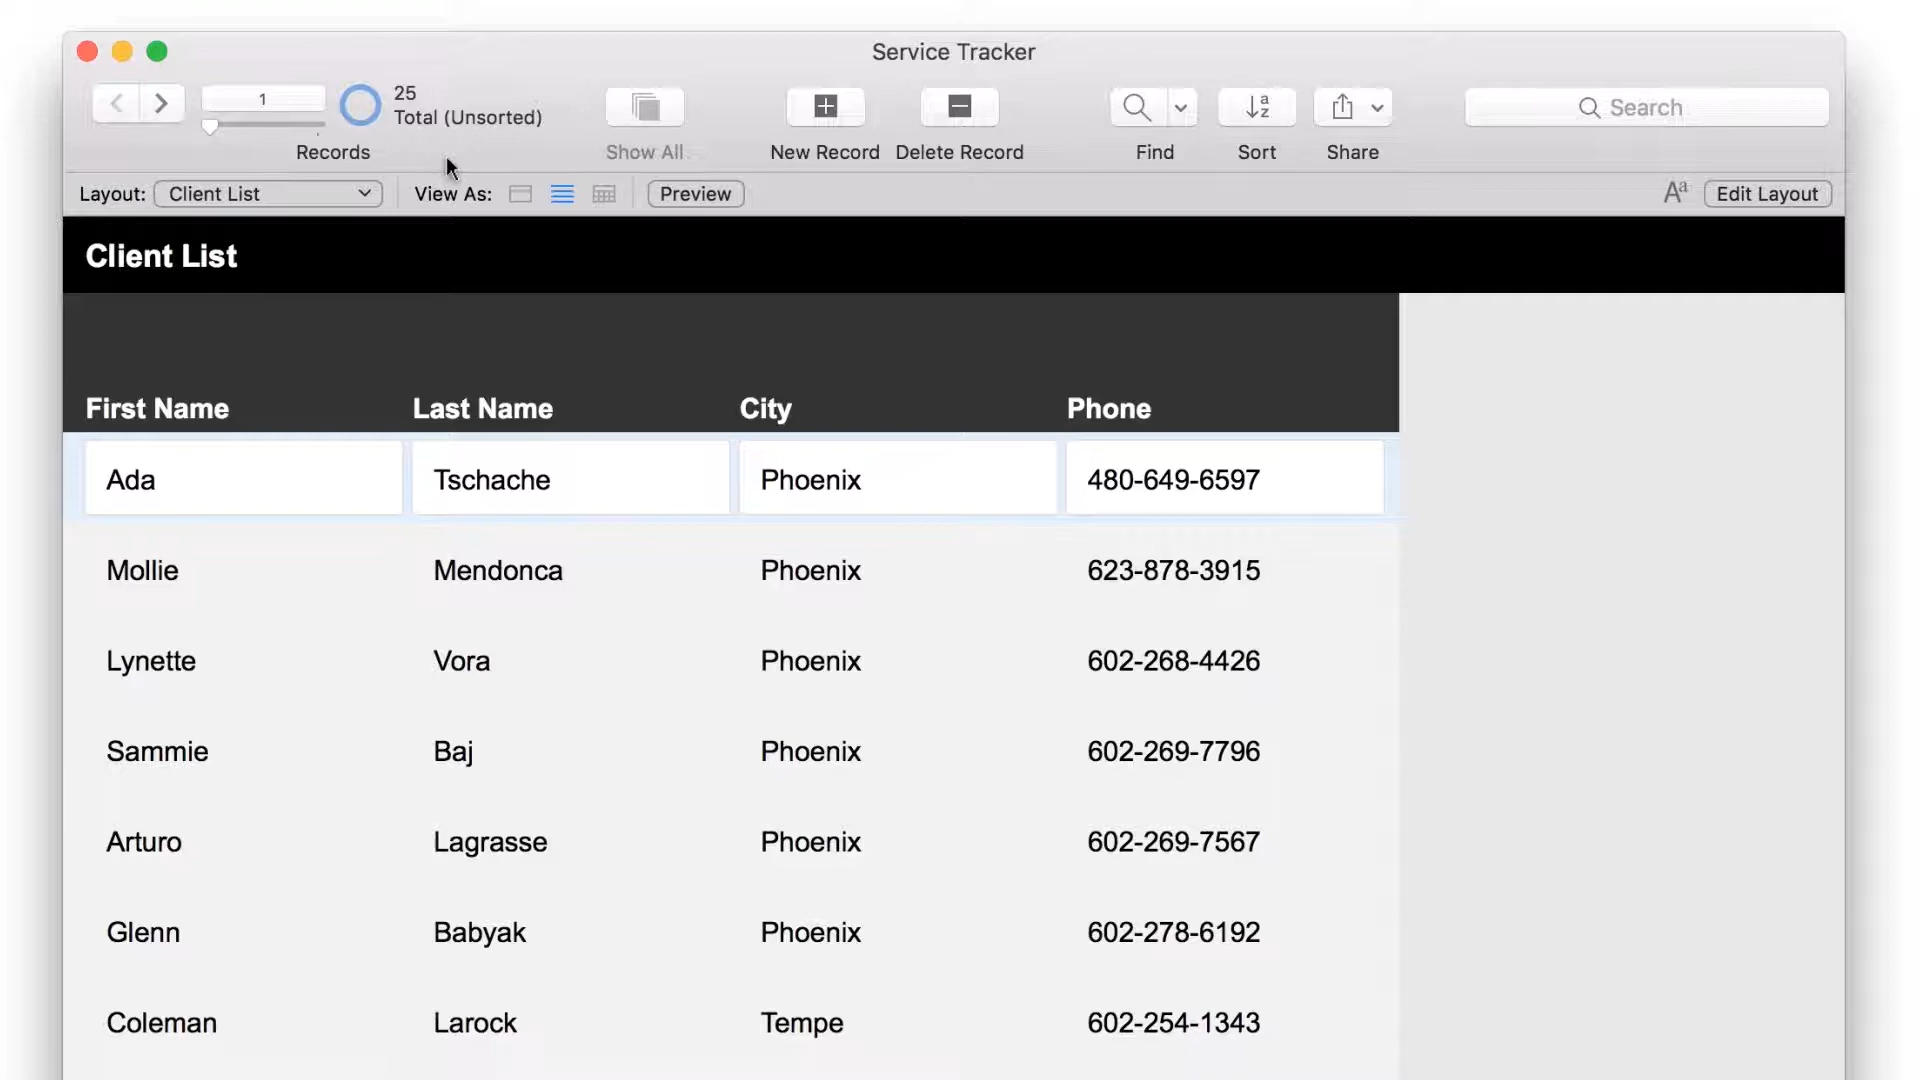 Service Tracker
1
25
Total (Unsorted)
Records
Show All
New Record
Delete Record
Find
Sort
Share
Search
Layout: Client List
View As:
Preview
Aa
Edit Layout
Client List
First Name Last Name City Phone
Ada Tschache Phoenix 480-649-6597
Mollie Mendonca Phoenix 623-878-3915
Lynette Vora Phoenix 602-268-4426
Sammie Baj Phoenix 602-269-7796
Arturo Lagrasse Phoenix 602-269-7567
Glenn Babyak Phoenix 602-278-6192
Coleman Larock Tempe 602-254-1343